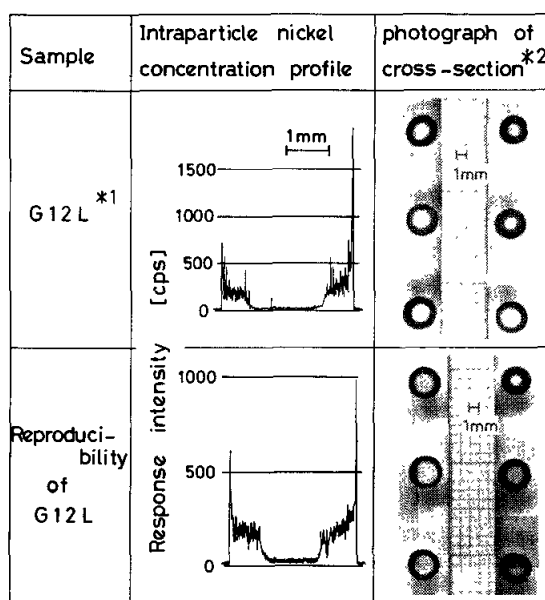 Sample
Intraparticle nickel
concentration profile
photograph of
cross-section*2
G12L *1
1mm
1500
1000
500
0
[cps]
1mm
Reproduci-
bility
of
G12L
Response intensity
1000
500
0
1mm